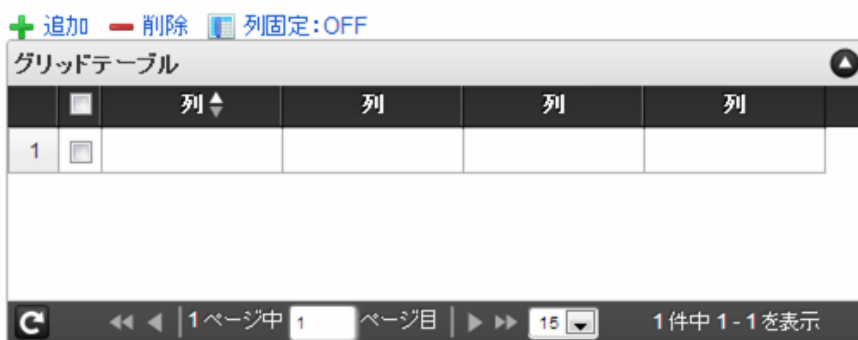 追加 削除 列固定:OFF
グリッドテーブル
列 列 列 列
1
1 ページ中 1 ページ目 15 1 件中 1 - 1 を表示